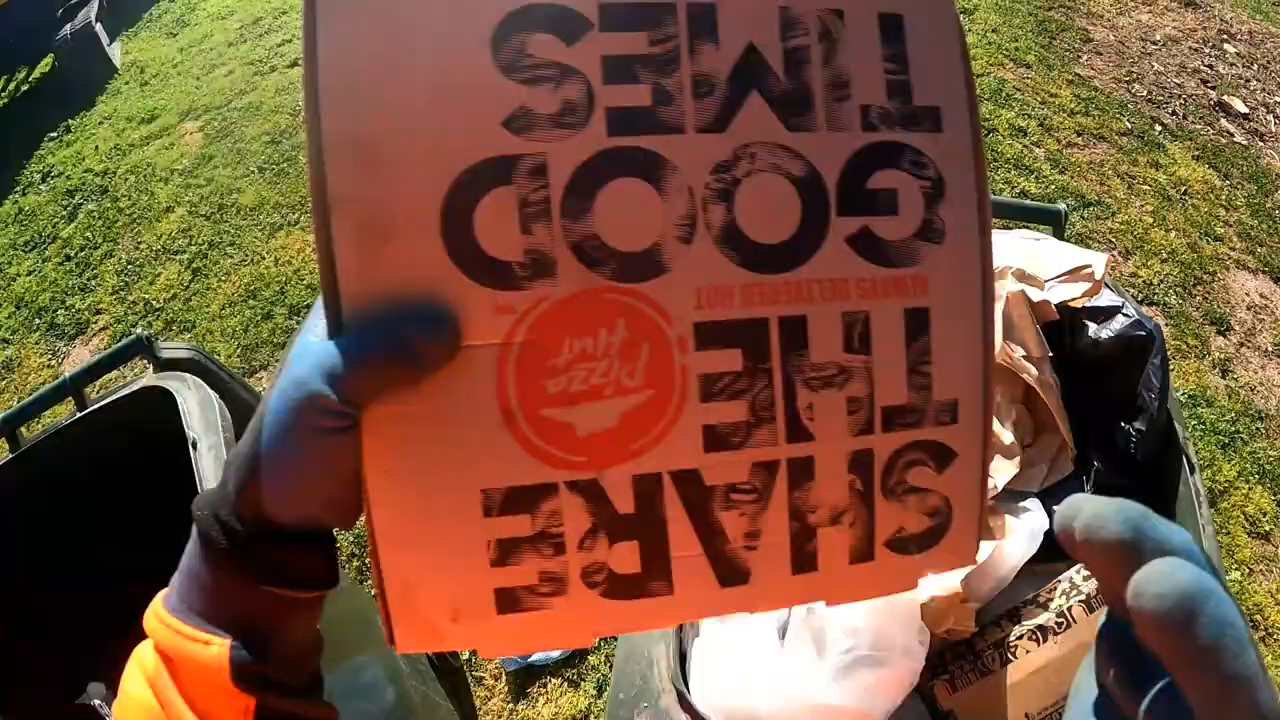 SHARE
THE
ALWAYS DELIVERED HOT
Pizza
Hut
GOOD
TIMES